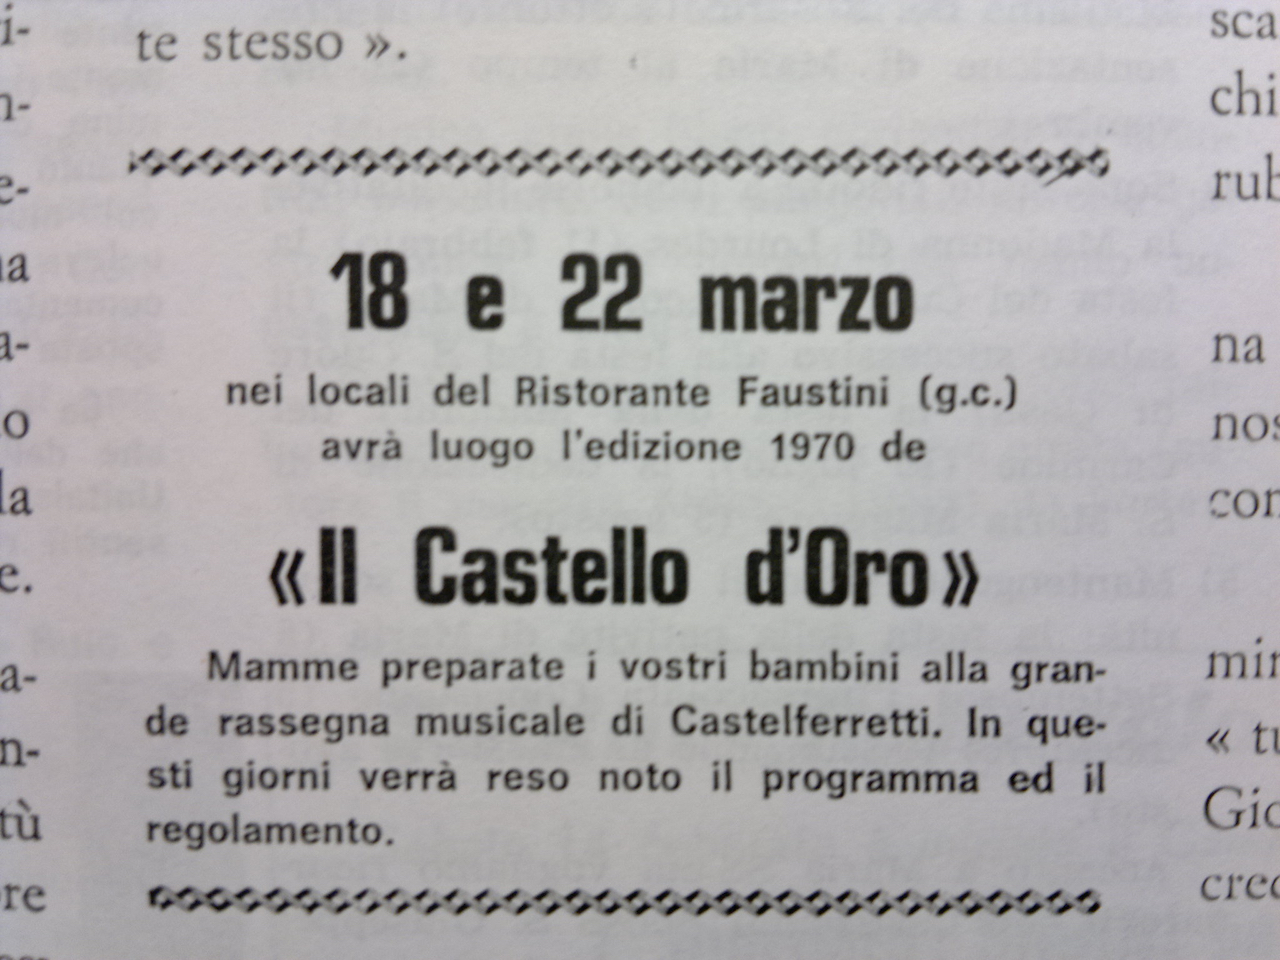 te stesso ».
18 e 22 marzo
nei locali del Ristorante Faustini (g.c.)
avrà luogo l'edizione 1970 de
«Il Castello d'Oro»
Mamme preparate i vostri bambini alla gran-
de rassegna musicale di Castelferretti. In que-
sti giorni verrà reso noto il programma ed il
regolamento.